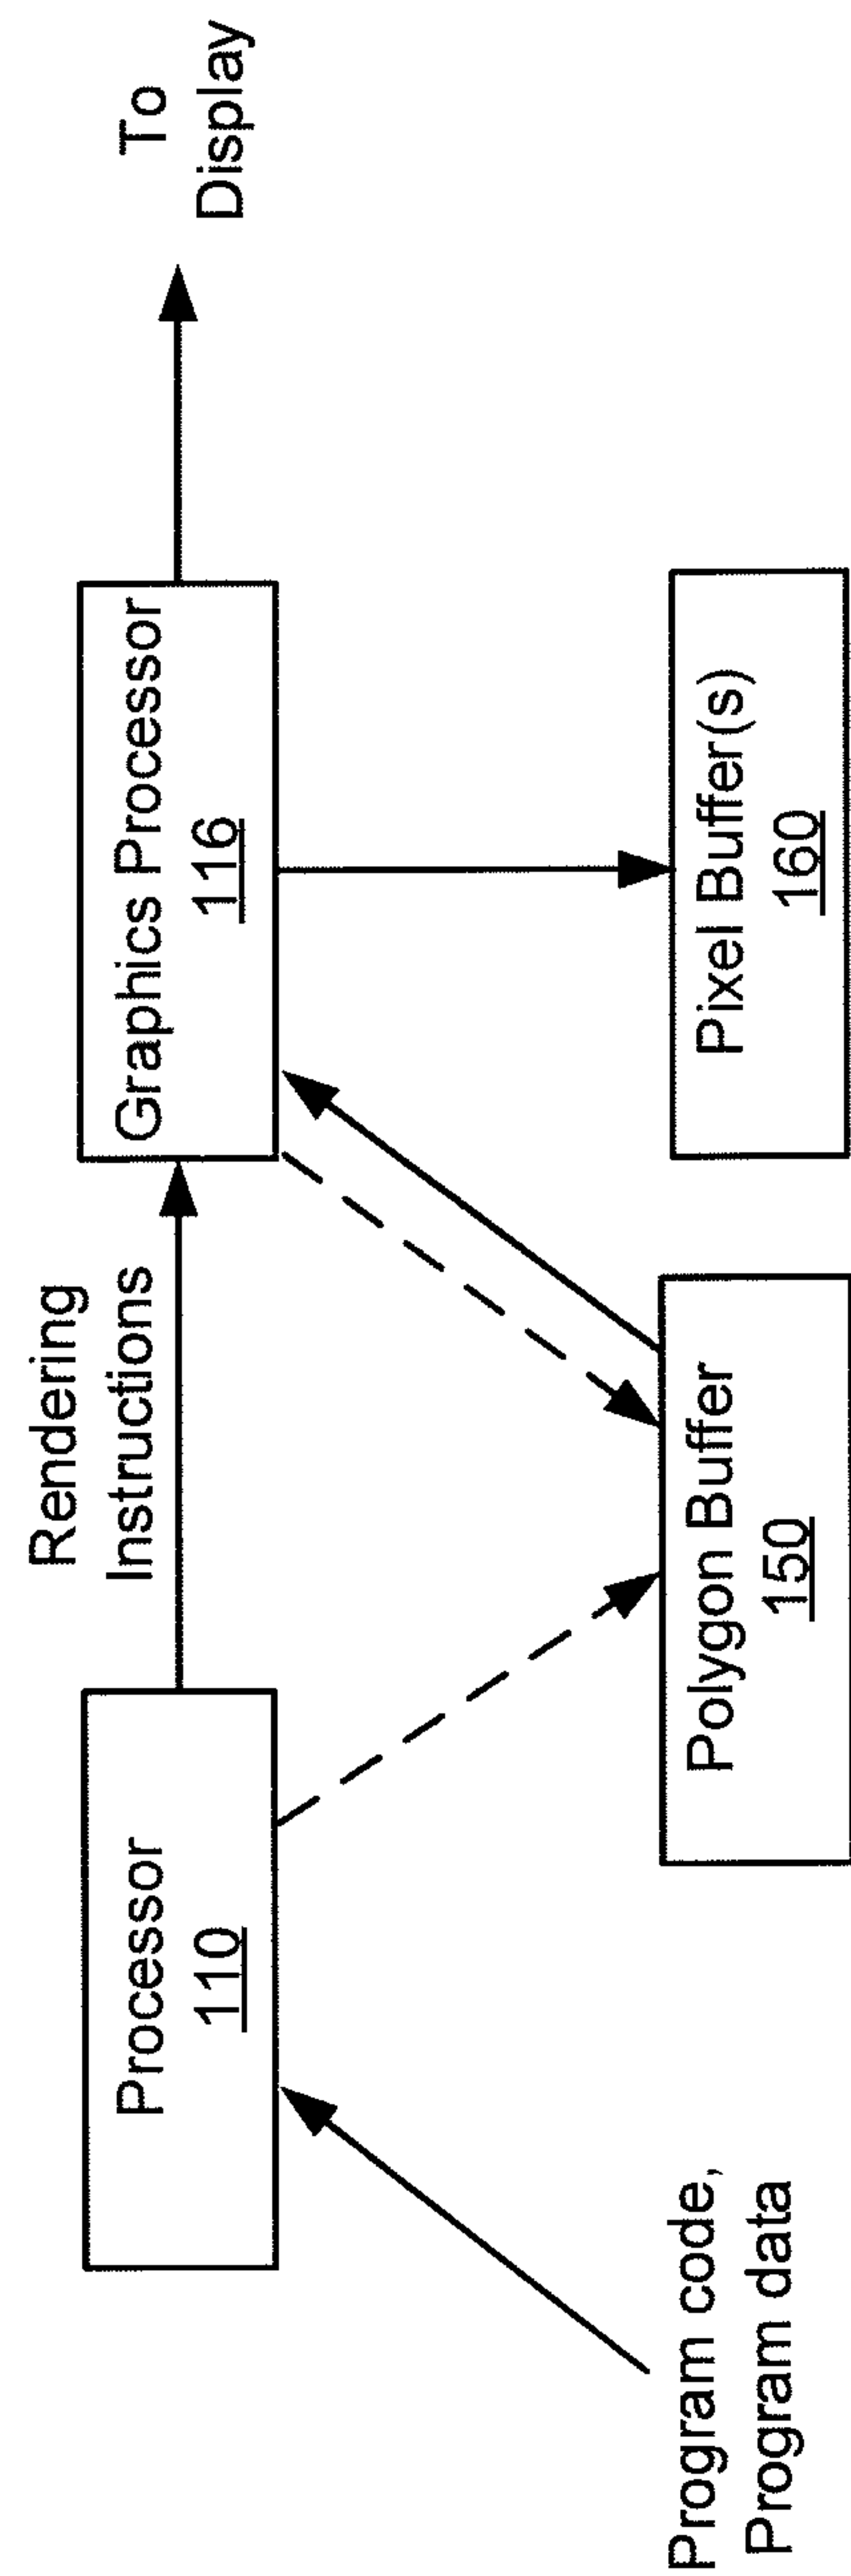 Rendering
Instructions
To
Display
Processor
110
Graphics Processor
116
Program code,
Program data
Polygon Buffer
150
Pixel Buffer(s)
160